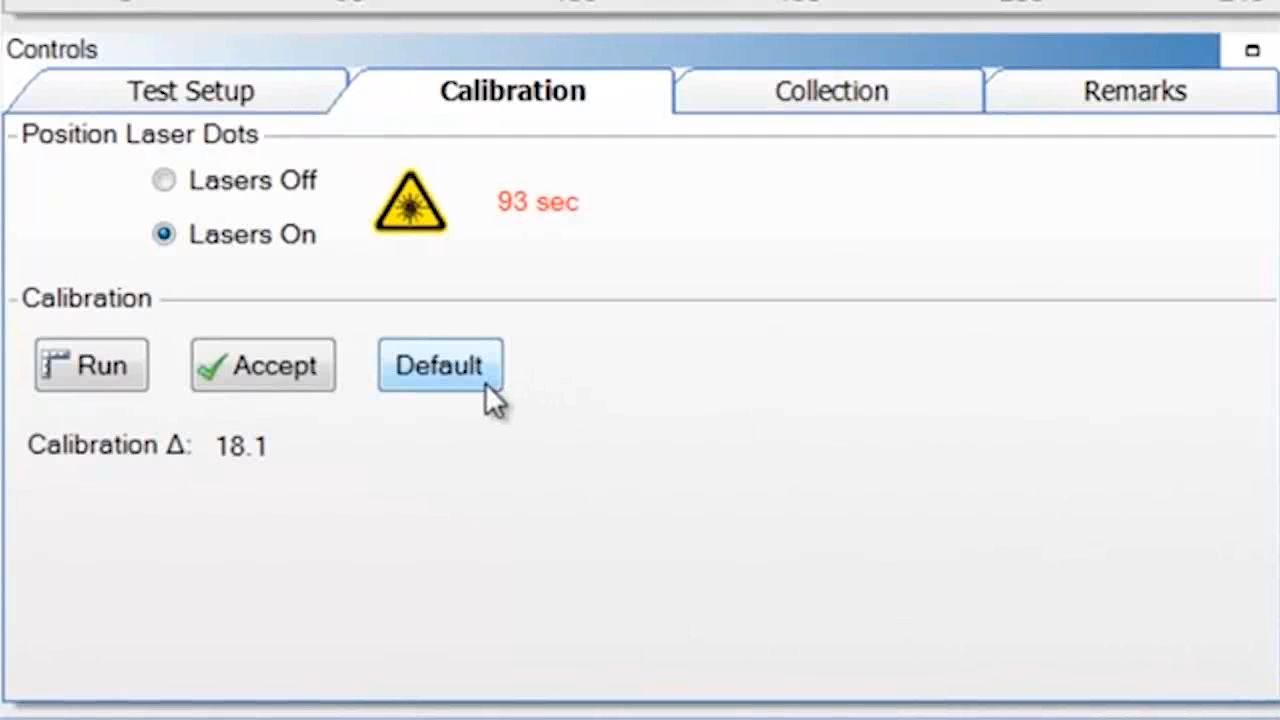 Controls
Test Setup Calibration Collection Remarks
Position Laser Dots
Lasers Off
93 sec
Lasers On
Calibration
Run Accept Default
Calibration Δ: 18.1